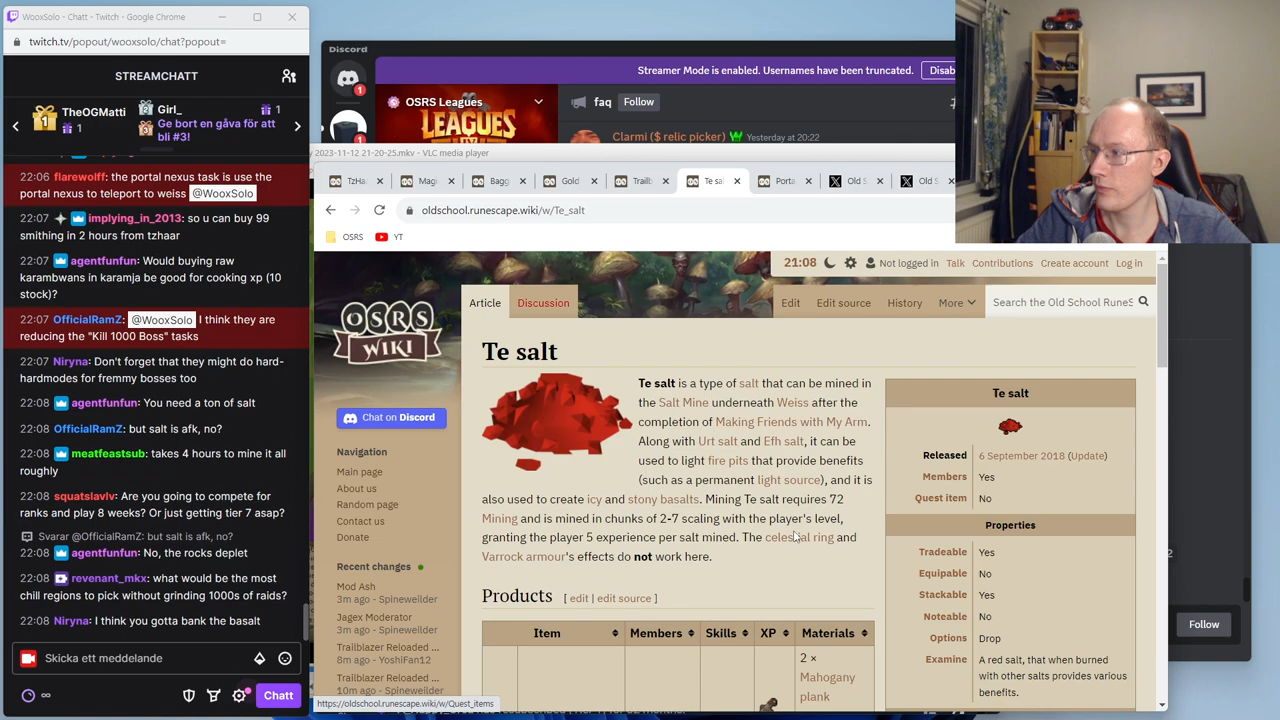 WooxSolo - Chatt - Twitch - Google Chrome
twitch.tv/popout/wooxsolo/chat?popout=
STREAMCHATT
TheOGMatti
1
Girl_
1
Ge bort en gåva för att
bli #3!
22:06 flarewolff: the portal nexus task is use the
portal nexus to teleport to weiss @WooxSolo
22:07 implying_in_2013: so u can buy 99
smithing in 2 hours from tzhaar
22:07 agentfunfun: Would buying raw
karambwans in karamja be good for cooking xp (10
stock)?
22:07 OfficialRamZ: @WooxSolo I think they are
reducing the "Kill 1000 Boss" tasks
22:07 Niryna: Don't forget that they might do hard-
hardmodes for fremmy bosses too
22:08 agentfunfun: You need a ton of salt
22:08 OfficialRamZ: but salt is afk, no?
22:08 meatfeastsub: takes 4 hours to mine it all
roughly
22:08 squatslavlv: Are you going to compete for
ranks and play 8 weeks? Or just getting tier 7 asap?
Svarar @OfficialRamZ: but salt is afk, no?
22:08 agentfunfun: No, the rocks deplet
22:08 revenant_mkx: what would be the most
chill regions to pick without grinding 1000s of raids?
22:08 Niryna: I think you gotta bank the basalt
Skicka ett meddelande
Chatt
Discord
Streamer Mode is enabled. Usernames have been truncated.
Disab
OSRS Leagues
LEAGUES
faq
Follow
Clarmi ($ relic picker)
Yesterday at 20:22
2023-11-12 21-20-25.mkv - VLC media player
TzHa
Magi
Bagg
Gold
Trailb
Te sa
Porta
Old S
Old S
oldschool.runescape.wiki/w/Te_salt
OSRS
YT
21:08
Not logged in
Talk
Contributions
Create account
Log in
OSRS
WIKI
Article
Discussion
Edit
Edit source
History
More
Search the Old School RuneS
Chat on Discord
Navigation
Main page
About us
Random page
Contact us
Donate
Recent changes
Mod Ash
3m ago - Spineweilder
Jagex Moderator
3m ago - Spineweilder
Trailblazer Reloaded ...
8m ago - YoshiFan12
Trailblazer Reloaded ...
10m ago - Spineweilder
Te salt
Te salt is a type of salt that can be mined in
the Salt Mine underneath Weiss after the
completion of Making Friends with My Arm.
Along with Urt salt and Efh salt, it can be
used to light fire pits that provide benefits
(such as a permanent light source), and it is
also used to create icy and stony basalts. Mining Te salt requires 72
Mining and is mined in chunks of 2-7 scaling with the player's level,
granting the player 5 experience per salt mined. The celestial ring and
Varrock armour's effects do not work here.
Products [ edit | edit source ]
Item
Members
Skills
XP
Materials
2 ×
Mahogany
plank
Te salt
Released 6 September 2018 (Update)
Members Yes
Quest item No
Properties
Tradeable Yes
Equipable No
Stackable Yes
Noteable No
Options Drop
Examine A red salt, that when burned
with other salts provides various
benefits.
Follow
https://oldschool.runescape.wiki/w/Quest_items